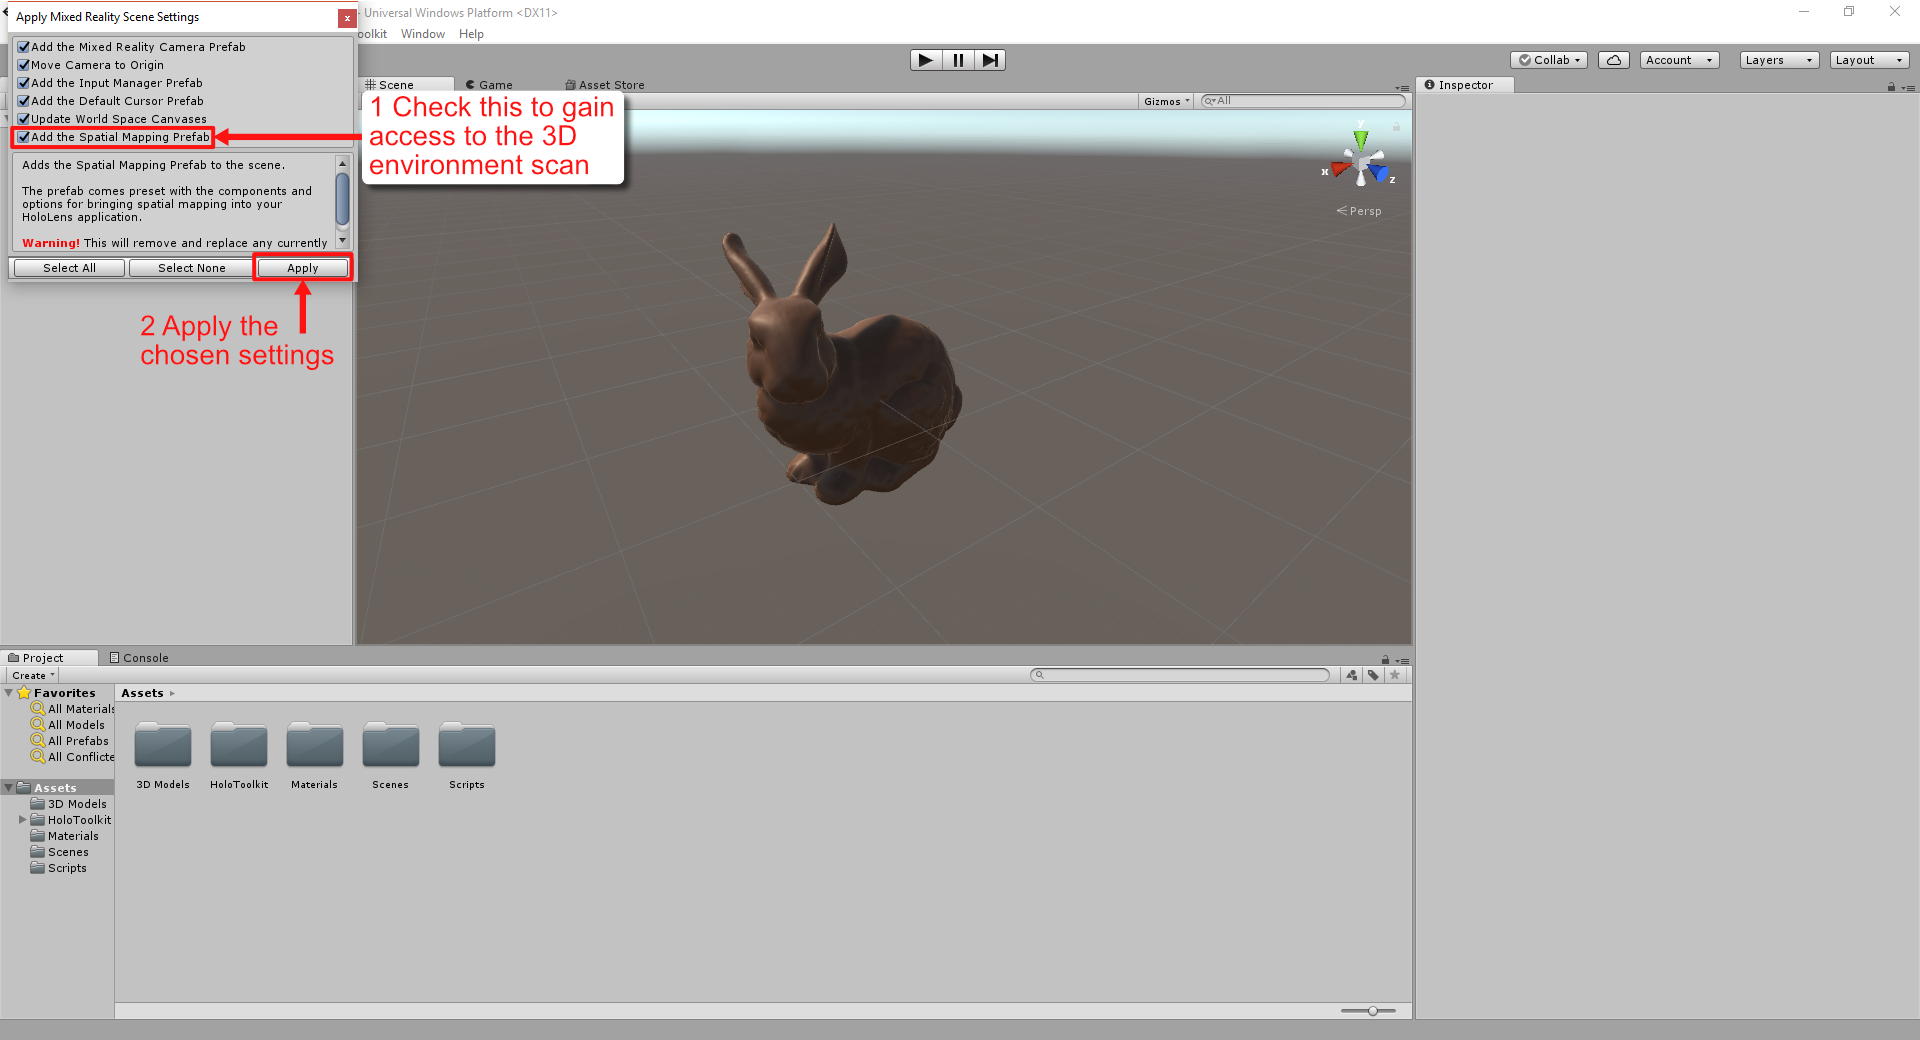 Apply Mixed Reality Scene Settings
x
- Universal Windows Platform <DX11>
oolkit Window Help
Add the Mixed Reality Camera Prefab
Move Camera to Origin
Add the Input Manager Prefab
Add the Default Cursor Prefab
Update World Space Canvases
Add the Spatial Mapping Prefab
Adds the Spatial Mapping Prefab to the scene.
The prefab comes preset with the components and
options for bringing spatial mapping into your
HoloLens application.
Warning! This will remove and replace any currently
Select All Select None Apply
1 Check this to gain
access to the 3D
environment scan
2 Apply the
chosen settings
Collab Account Layers Layout
Scene Game Asset Store
Gizmos All
y
x
z
Persp
Inspector
Project Console
Create
Favorites
All Materials
All Models
All Prefabs
All Conflicte
Assets
3D Models
HoloToolkit
Materials
Scenes
Scripts
Assets
3D Models HoloToolkit Materials Scenes Scripts